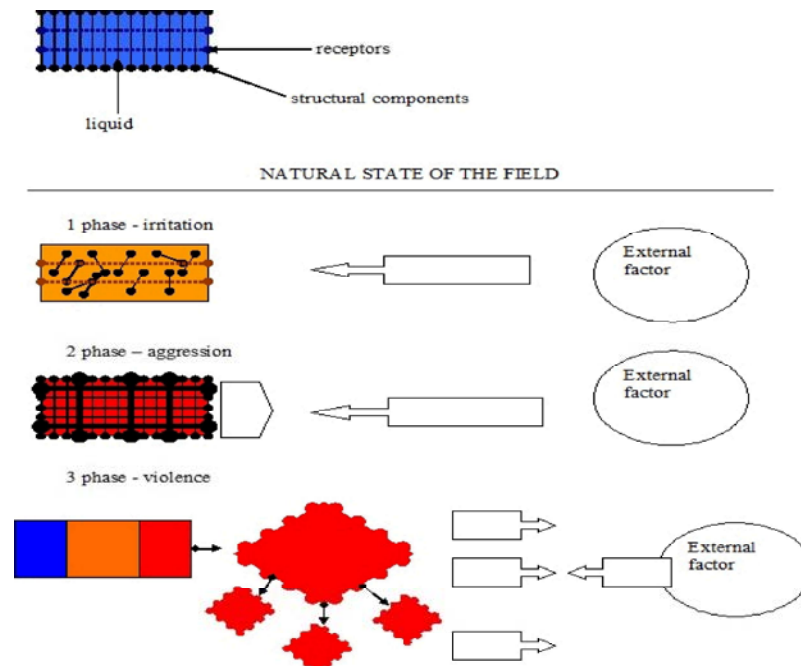 receptors
structural components
liquid
NATURAL STATE OF THE FIELD
1 phase - irritation
External
factor
2 phase – aggression
External
factor
3 phase - violence
External
factor